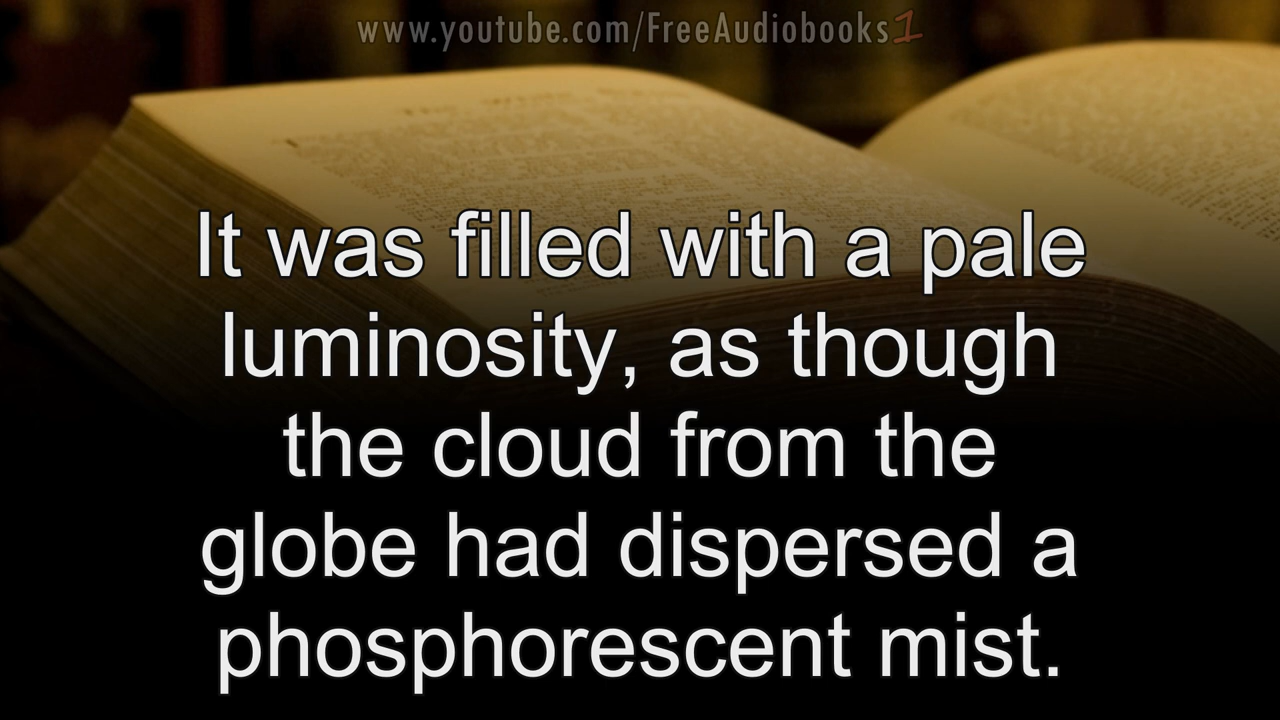 www.youtube.com/FreeAudiobooks1
It was filled with a pale
luminosity, as though
the cloud from the
globe had dispersed a
phosphorescent mist.